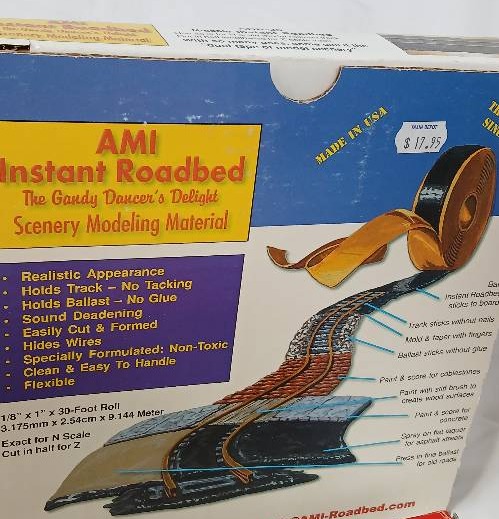 AMI
Instant Roadbed
The Gandy Dancer's Delight
Scenery Modeling Material
MADE IN USA
TRAIN DEPOT
$ 17.95
• Realistic Appearance
• Holds Track – No Tacking
• Holds Ballast – No Glue
• Sound Deadening
• Easily Cut & Formed
• Hides Wires
• Specially Formulated: Non-Toxic
• Clean & Easy To Handle
• Flexible
1/8" x 1" x 30-Foot Roll
3.175mm x 2.54cm x 9.144 Meter
Exact for N Scale
Cut in half for Z
Instant Roadbed
sticks to board
Track sticks without nails
Mold & taper with fingers
Ballast sticks without glue
Paint & score for cobblestones
Paint with stiff brush to
create wood surfaces
Paint & score for
concrete
Spray on flat laquer
for asphalt streets
Press in fine ballast
for old roads
AMI-Roadbed.com